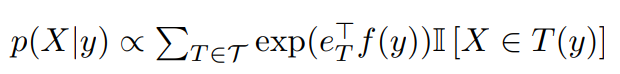 p(X|y) ∝ ∑_{T∈𝒯} exp(e_T^⊤ f(y))𝕀 [X ∈ T(y)]